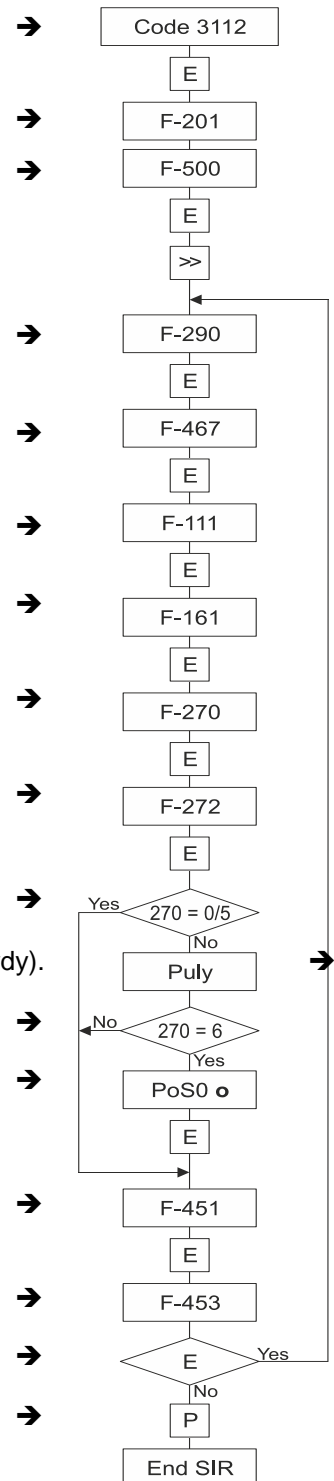 Code 3112
E
F-201
F-500
E
>>
F-290
E
F-467
E
F-111
E
F-161
E
F-270
E
F-272
E
Yes 270 = 0/5
No
dy). Puly
No 270 = 6
Yes
PoS0 o
E
F-451
E
F-453
E Yes
No
P
End SIR